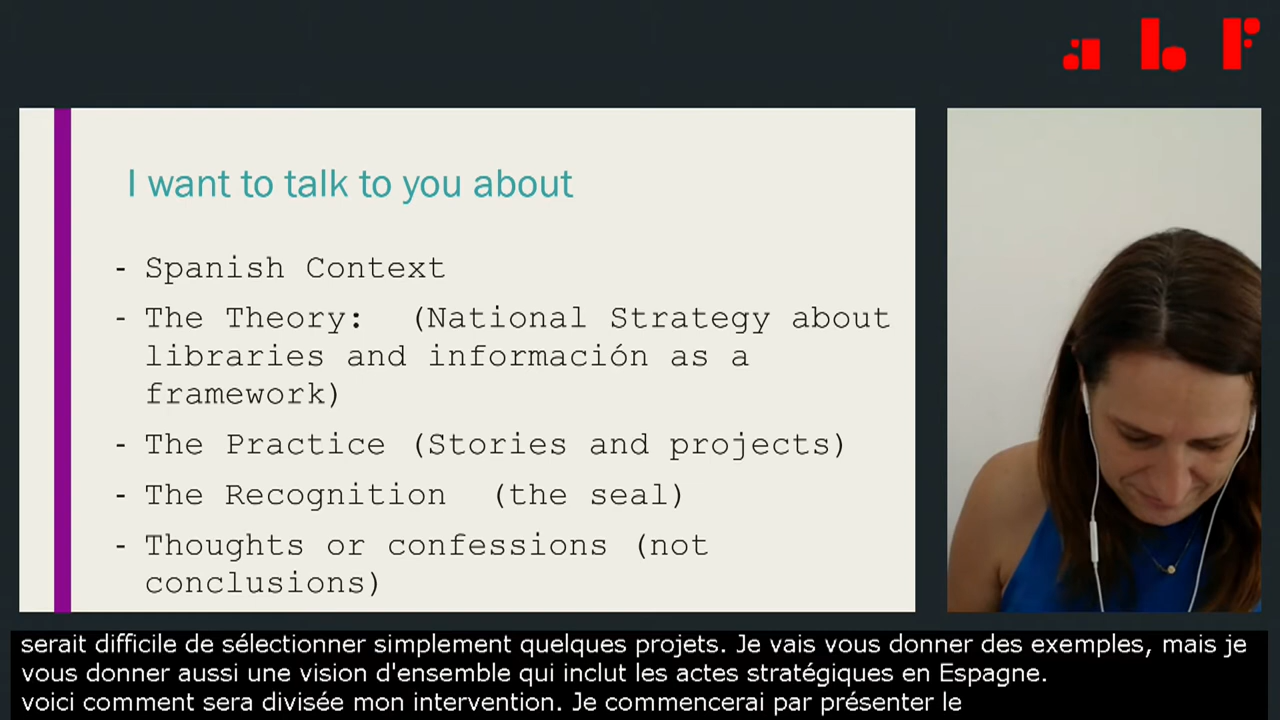 abf
I want to talk to you about
- Spanish Context
- The Theory:  (National Strategy about
libraries and información as a
framework)
- The Practice (Stories and projects)
- The Recognition  (the seal)
- Thoughts or confessions (not
conclusions)
serait difficile de sélectionner simplement quelques projets. Je vais vous donner des exemples, mais je
vous donner aussi une vision d'ensemble qui inclut les actes stratégiques en Espagne.
voici comment sera divisée mon intervention. Je commencerai par présenter le